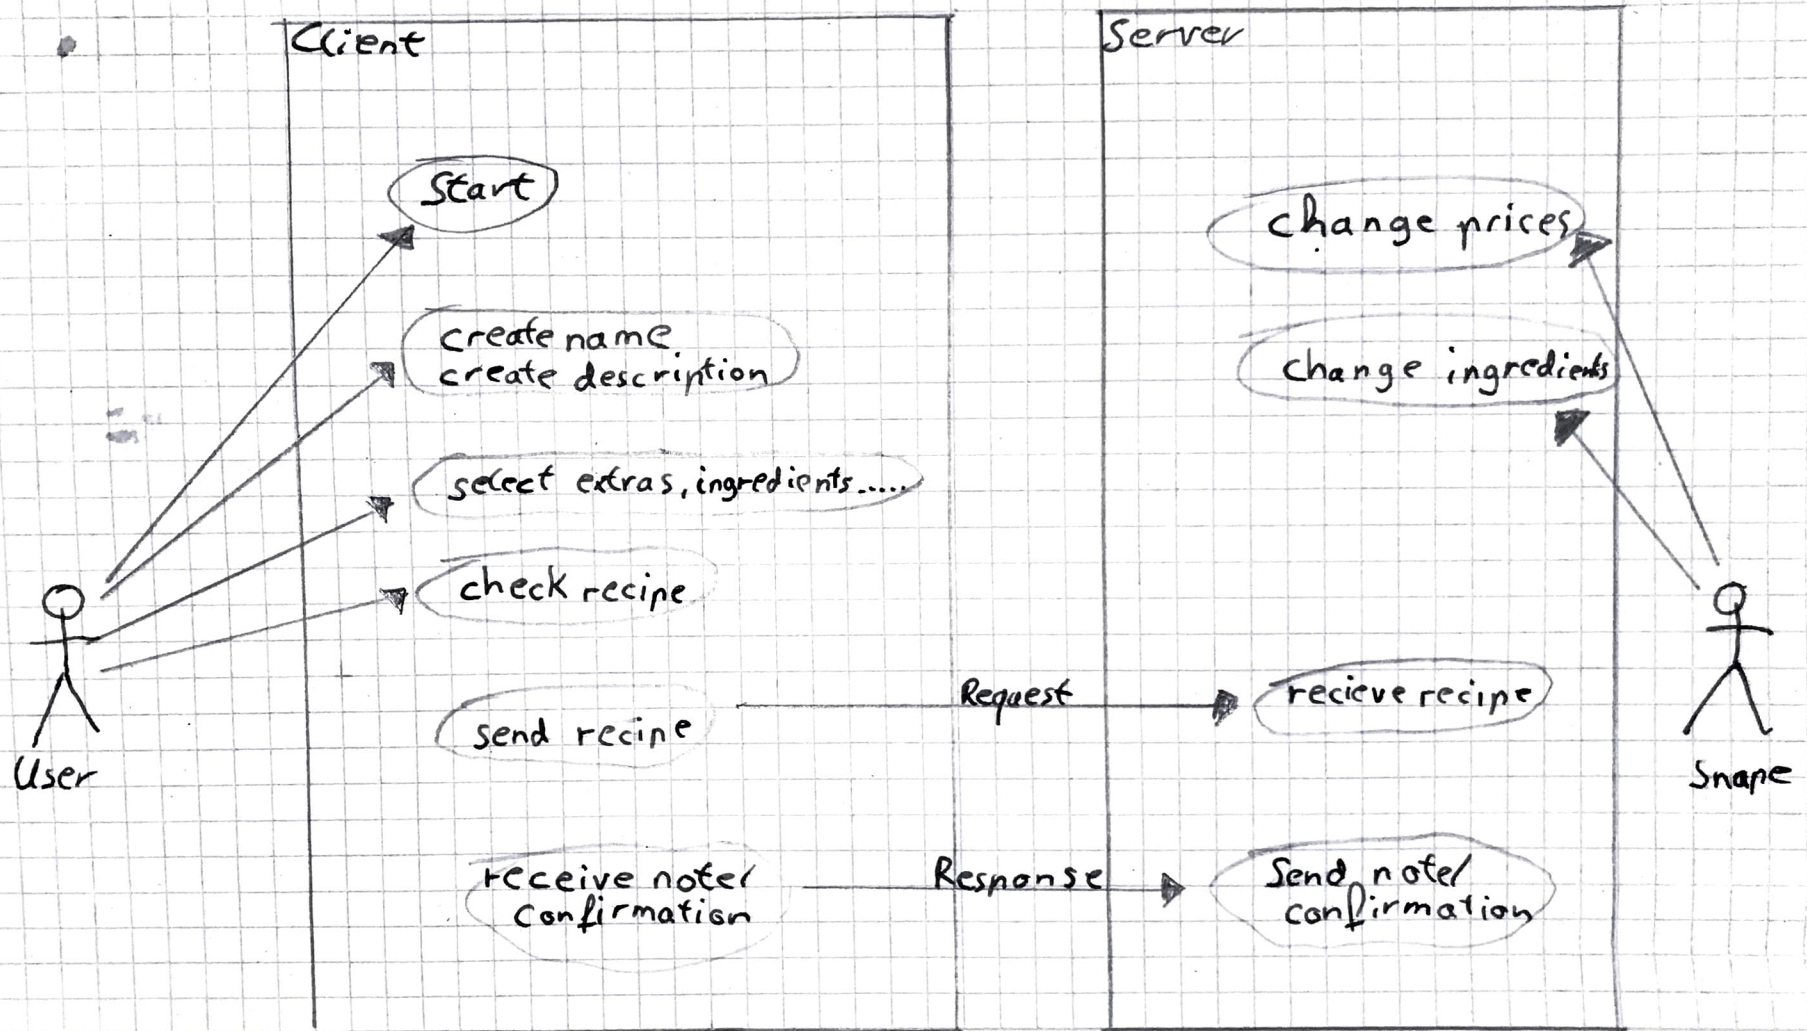 Client
Server
Start
change prices
create name
create description
change ingredients
select extras, ingredients.....
check recipe
Request
recieve recipe
send recipe
User
Snape
receive note/
confirmation
Response
Send note/
confirmation